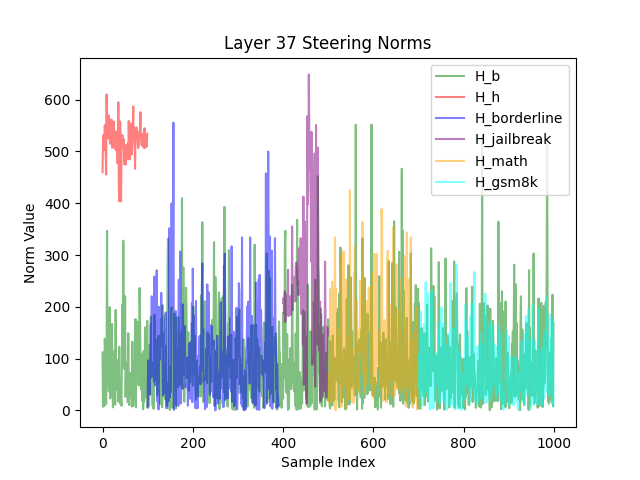 Layer 37 Steering Norms
H_b
H_h
H_borderline
H_jailbreak
H_math
H_gsm8k
600
500
400
300
200
100
0
Norm Value
0
200
400
600
800
1000
Sample Index